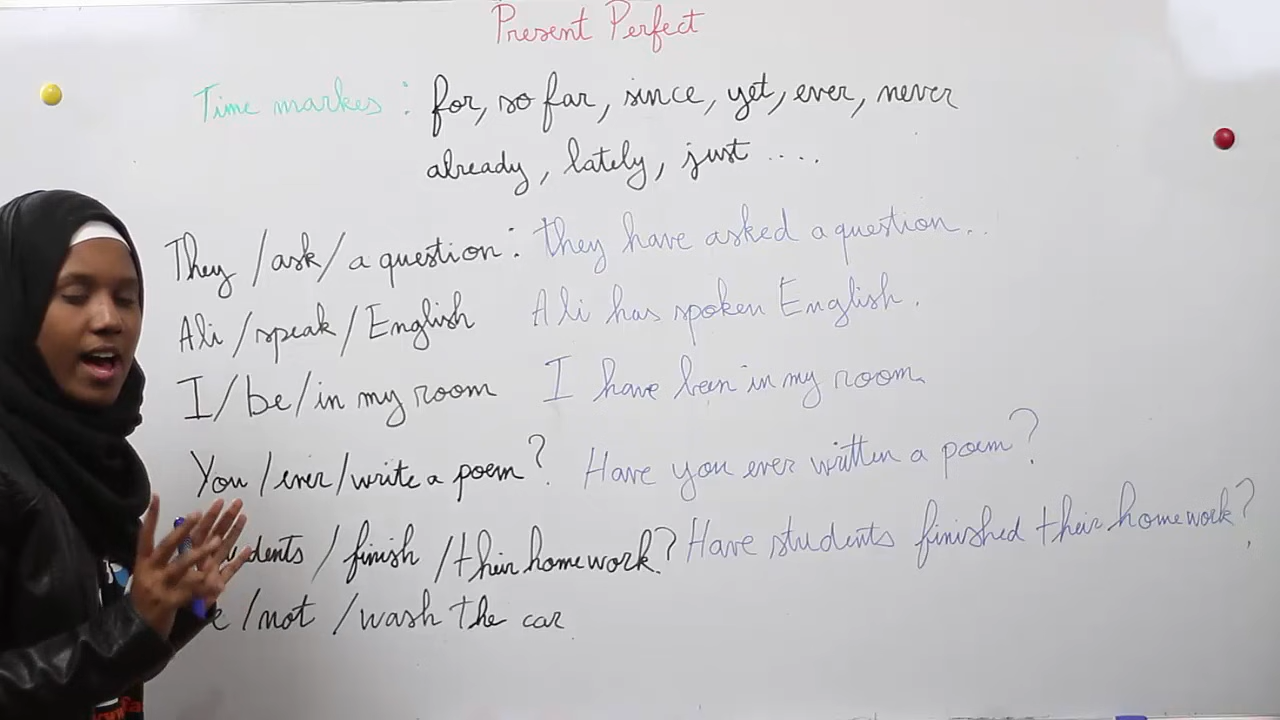 Present Perfect
Time markes : for, so far, since, yet, ever, never
already, lately, just ....
They / ask / a question : they have asked a question...
Ali / speak / English Ali has spoken English.
I / be / in my room I have been in my room.
You / ever / write a poem? Have you ever written a poem?
/ finish / their homework? Have students finished their homework?
/ not / wash the car